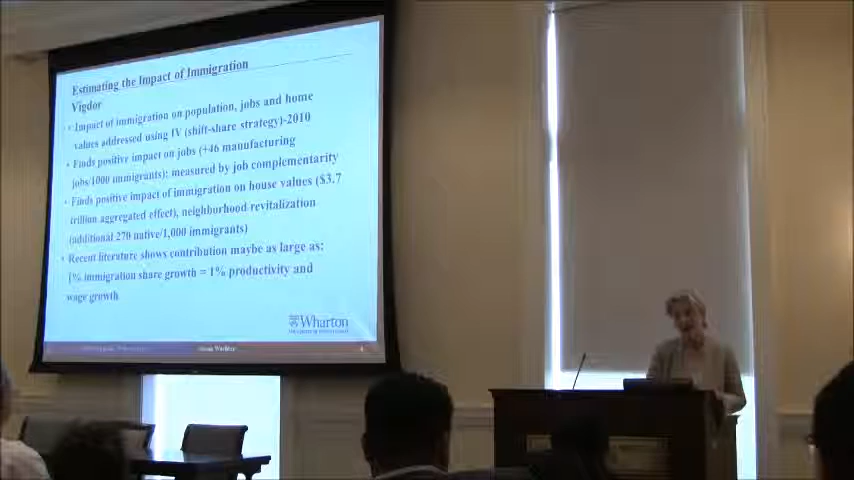 Estimating the Impact of Immigration
Vigdor
• Impact of immigration on population, jobs and home
values addressed using IV (shift-share strategy)-2010
• Finds positive impact on jobs (+46 manufacturing
jobs/1000 immigrants): measured by job complementarity
• Finds positive impact of immigration on house values ($3.7
trillion aggregated effect), neighborhood revitalization
(additional 270 native/1,000 immigrants)
• Recent literature shows contribution maybe as large as:
1% immigration share growth = 1% productivity and
wage growth
Wharton